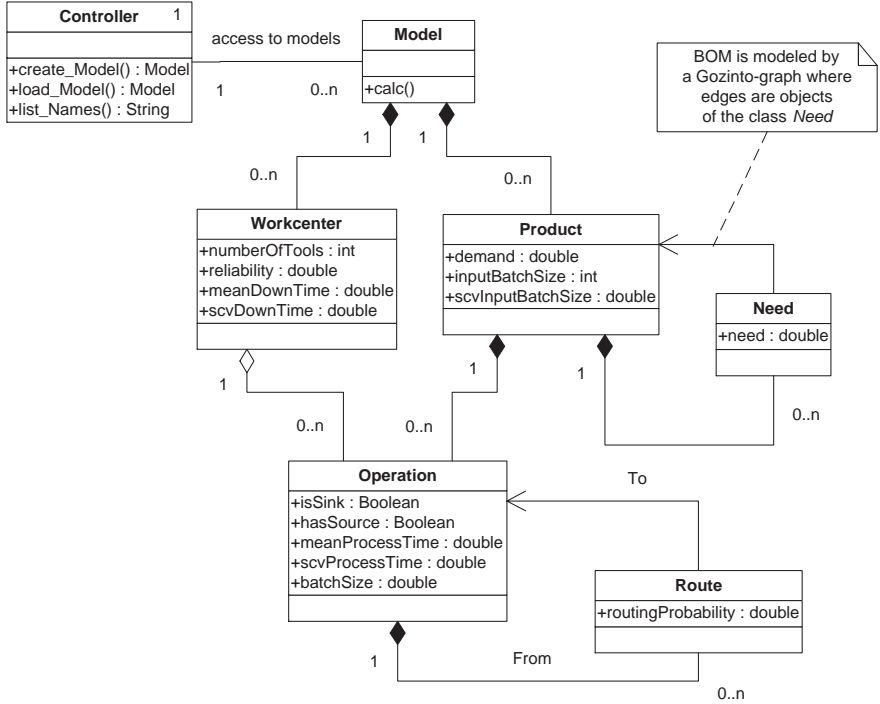 Controller 1
+create_Model() : Model
+load_Model() : Model
+list_Names() : String
access to models
1
0..n
Model
+calc()
BOM is modeled by
a Gozinto-graph where
edges are objects
of the class Need
1
1
0..n
0..n
Workcenter
+numberOfTools : int
+reliability : double
+meanDownTime : double
+scvDownTime : double
Product
+demand : double
+inputBatchSize : int
+scvInputBatchSize : double
Need
+need : double
1
1
1
0..n
0..n
0..n
Operation
+isSink : Boolean
+hasSource : Boolean
+meanProcessTime : double
+scvProcessTime : double
+batchSize : double
To
Route
+routingProbability : double
1
From
0..n